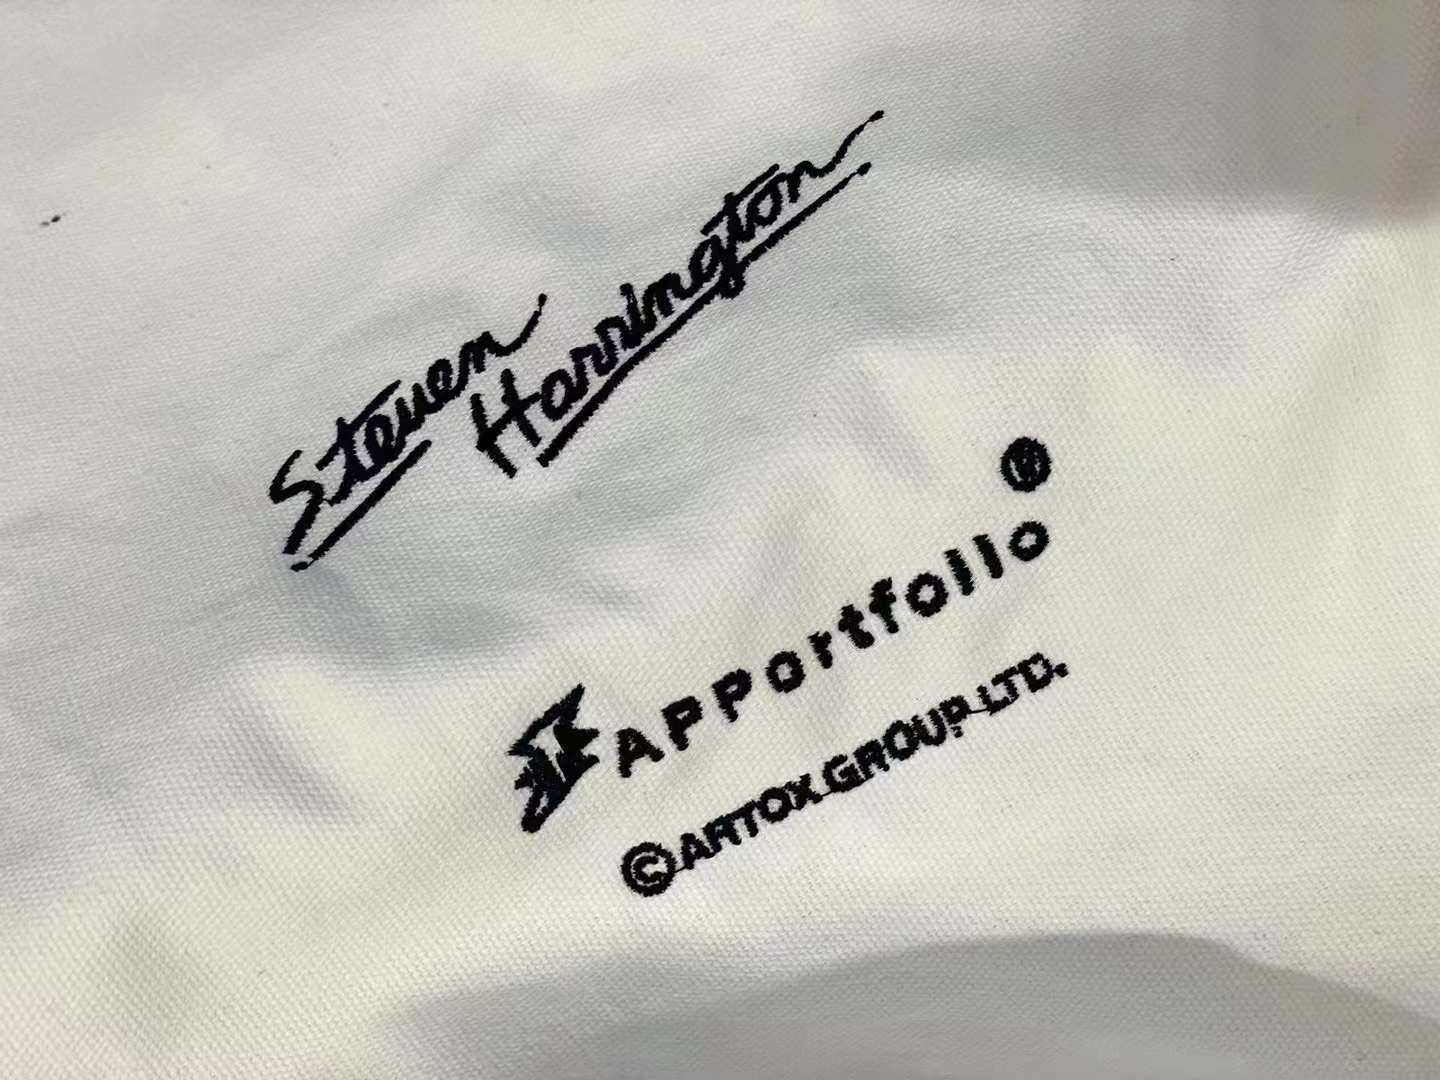 Steven
Harrington
APPortfolio®
©ARTOX GROUP LTD.